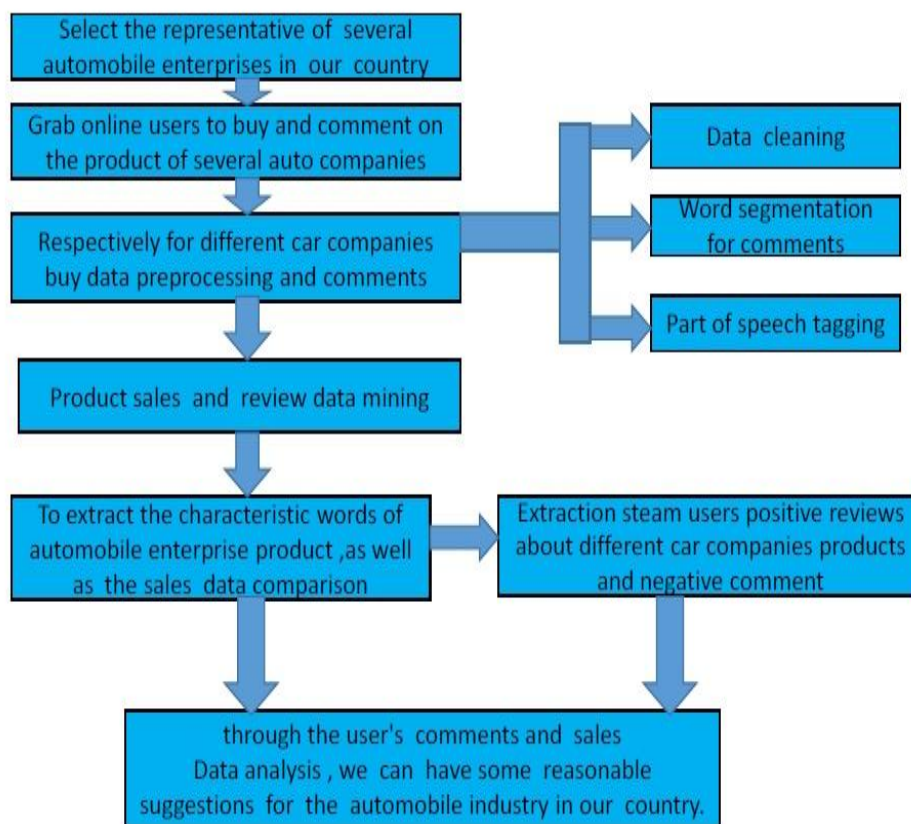 Select the representative of several
automobile enterprises in our country
Grab online users to buy and comment on
the product of several auto companies
Respectively for different car companies
buy data preprocessing and comments
Data cleaning
Word segmentation
for comments
Part of speech tagging
Product sales and review data mining
To extract the characteristic words of
automobile enterprise product ,as well
as the sales data comparison
Extraction steam users positive reviews
about different car companies products
and negative comment
through the user's comments and sales
Data analysis , we can have some reasonable
suggestions for the automobile industry in our country.